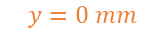 y = 0 mm